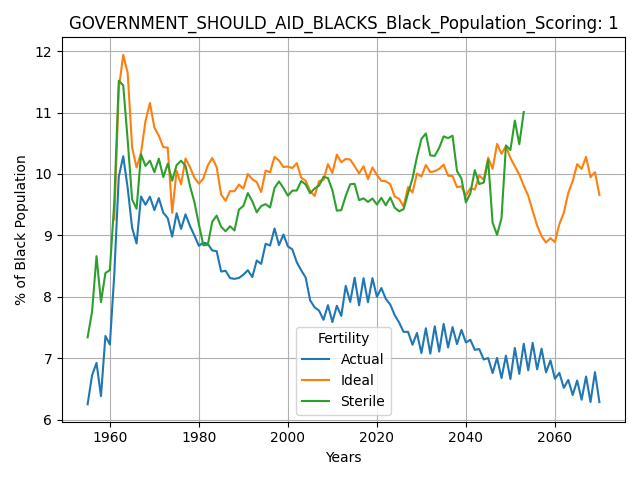 GOVERNMENT_SHOULD_AID_BLACKS_Black_Population_Scoring: 1
% of Black Population
12
11
10
9
8
7
6
Fertility
Actual
Ideal
Sterile
1960
1980
2000
2020
2040
2060
Years